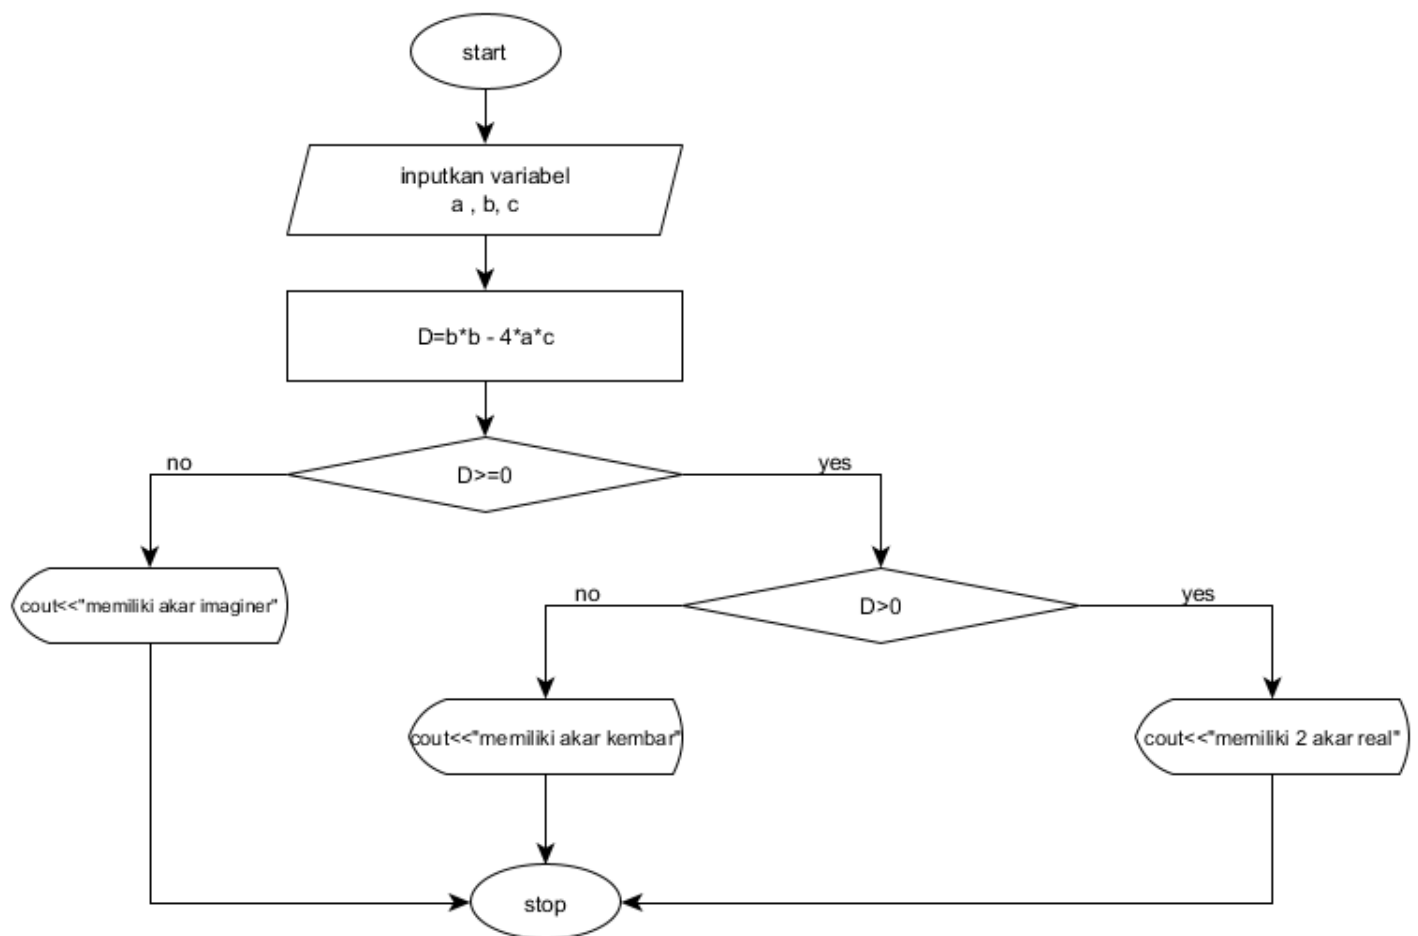 start
inputkan variabel
a , b, c
D=b*b - 4*a*c
D>=0
no
yes
cout<<"memiliki akar imaginer"
D>0
no
yes
cout<<"memiliki akar kembar"
cout<<"memiliki 2 akar real"
stop